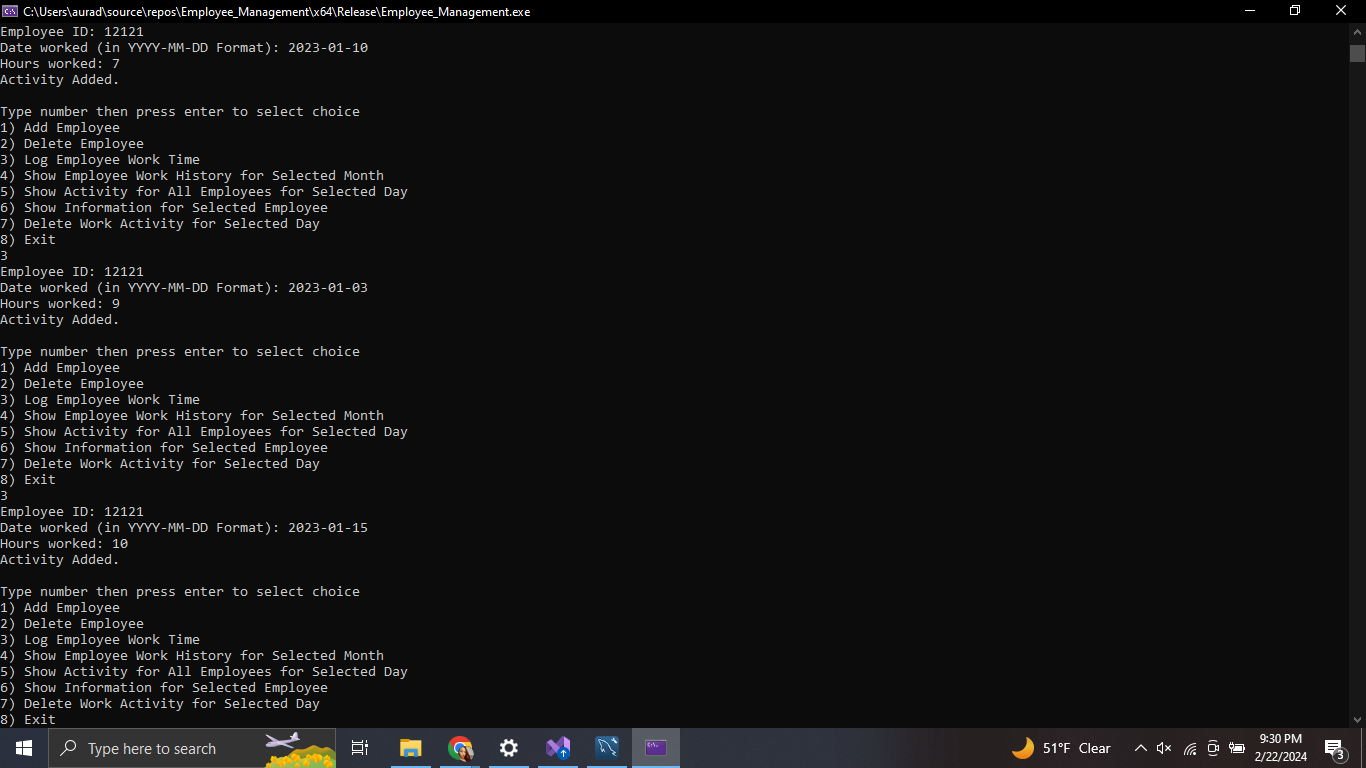 C:\Users\aurad\source\repos\Employee_Management\x64\Release\Employee_Management.exe
Employee ID: 12121
Date worked (in YYYY-MM-DD Format): 2023-01-10
Hours worked: 7
Activity Added.
Type number then press enter to select choice
1) Add Employee
2) Delete Employee
3) Log Employee Work Time
4) Show Employee Work History for Selected Month
5) Show Activity for All Employees for Selected Day
6) Show Information for Selected Employee
7) Delete Work Activity for Selected Day
8) Exit
3
Employee ID: 12121
Date worked (in YYYY-MM-DD Format): 2023-01-03
Hours worked: 9
Activity Added.
Type number then press enter to select choice
1) Add Employee
2) Delete Employee
3) Log Employee Work Time
4) Show Employee Work History for Selected Month
5) Show Activity for All Employees for Selected Day
6) Show Information for Selected Employee
7) Delete Work Activity for Selected Day
8) Exit
3
Employee ID: 12121
Date worked (in YYYY-MM-DD Format): 2023-01-15
Hours worked: 10
Activity Added.
Type number then press enter to select choice
1) Add Employee
2) Delete Employee
3) Log Employee Work Time
4) Show Employee Work History for Selected Month
5) Show Activity for All Employees for Selected Day
6) Show Information for Selected Employee
7) Delete Work Activity for Selected Day
8) Exit
Type here to search
51°F Clear
9:30 PM
2/22/2024
3